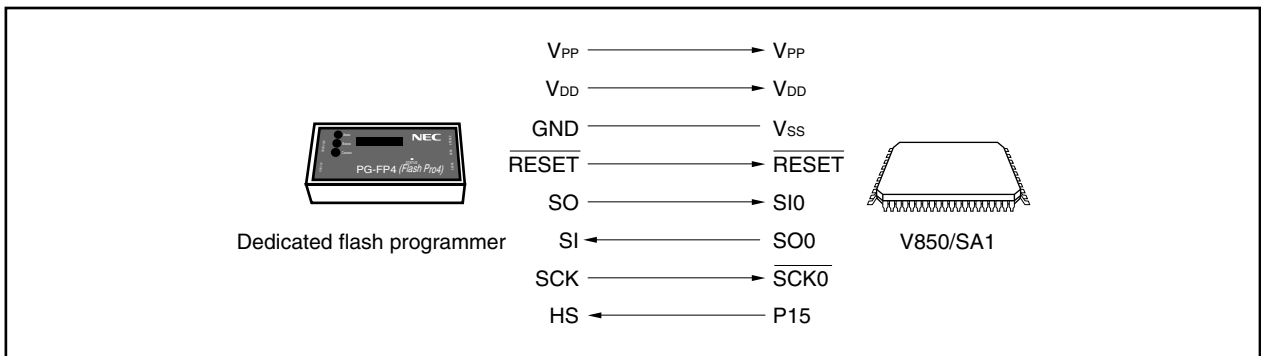 VPP VPP
VDD VDD
GND VSS
RESET RESET
SO SI0
SI SO0
SCK SCK0
HS P15
NEC
PG-FP4 (Flash Pro4)
Dedicated flash programmer
V850/SA1